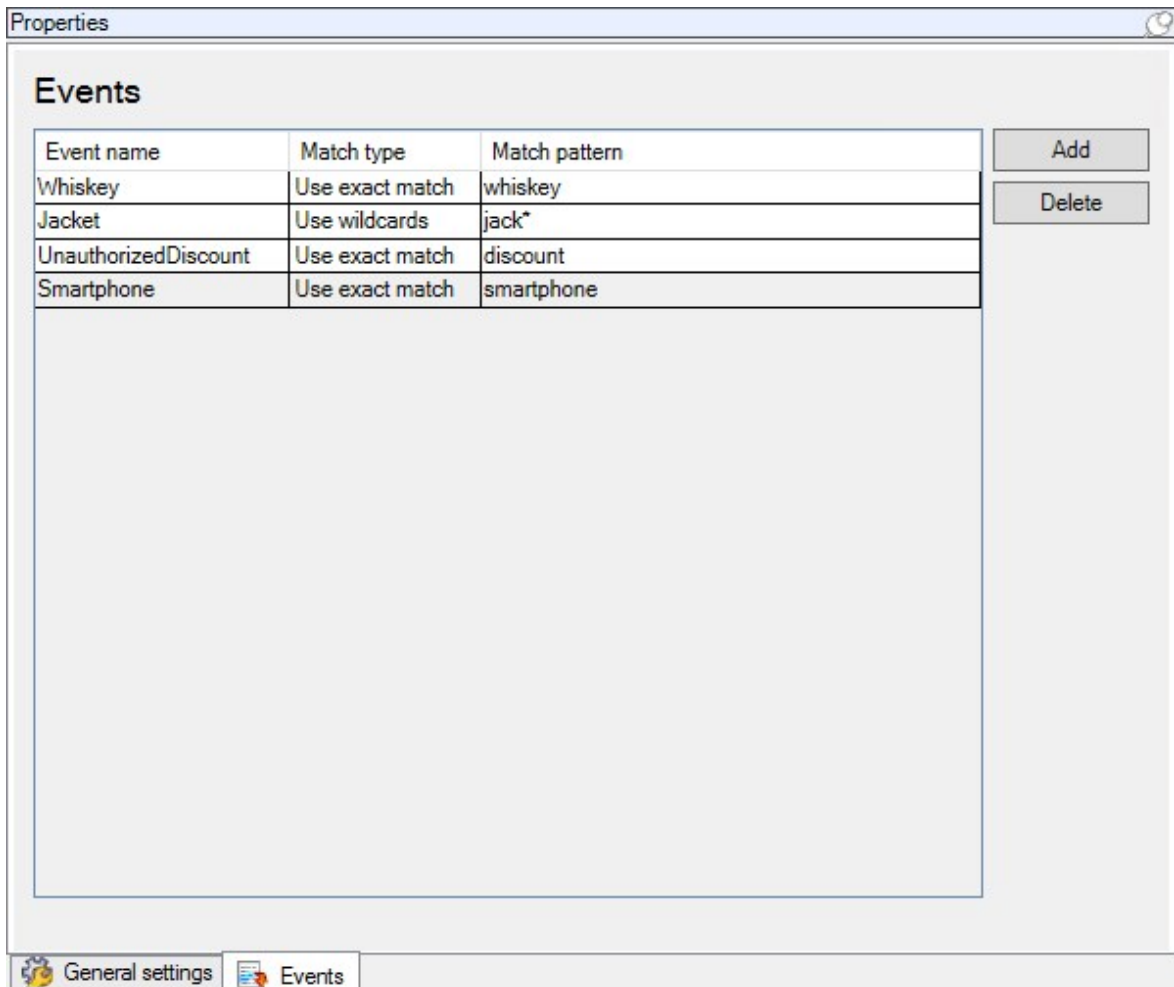 Properties
Events
Event name Match type Match pattern
Whiskey Use exact match whiskey
Jacket Use wildcards jack*
UnauthorizedDiscount Use exact match discount
Smartphone Use exact match smartphone
Add
Delete
General settings Events